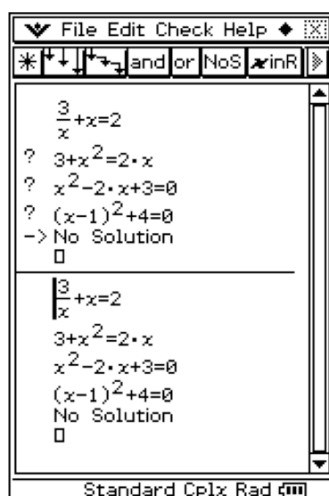 File Edit Check Help ◆
* and or NoS xinR
3/x+x=2
? 3+x²=2·x
? x²-2·x+3=0
? (x-1)²+4=0
-> No Solution
3/x+x=2
3+x²=2·x
x²-2·x+3=0
(x-1)²+4=0
No Solution
Standard Cplx Rad